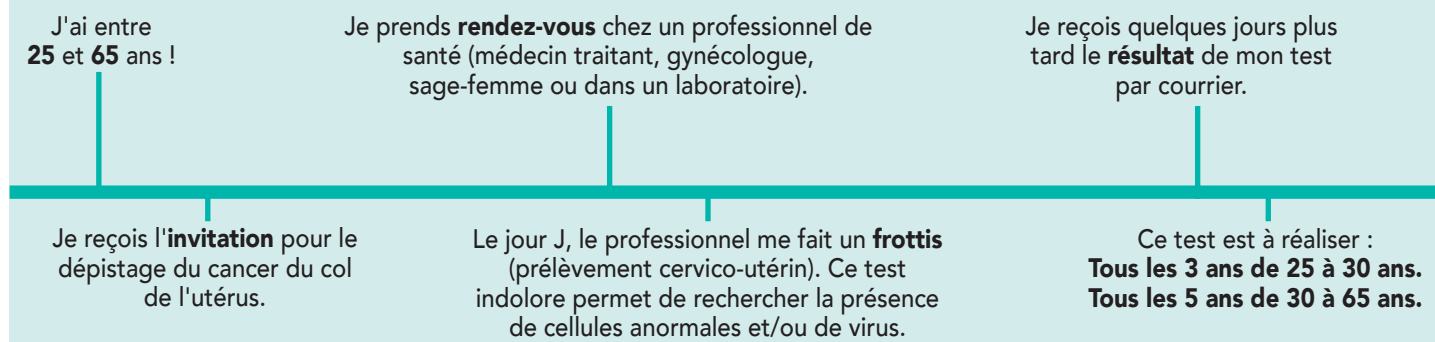 J'ai entre
25 et 65 ans !
Je reçois l'invitation pour le
dépistage du cancer du col
de l'utérus.
Je prends rendez-vous chez un professionnel de
santé (médecin traitant, gynécologue,
sage-femme ou dans un laboratoire).
Le jour J, le professionnel me fait un frottis
(prélèvement cervico-utérin). Ce test
indolore permet de rechercher la présence
de cellules anormales et/ou de virus.
Je reçois quelques jours plus
tard le résultat de mon test
par courrier.
Ce test est à réaliser :
Tous les 3 ans de 25 à 30 ans.
Tous les 5 ans de 30 à 65 ans.